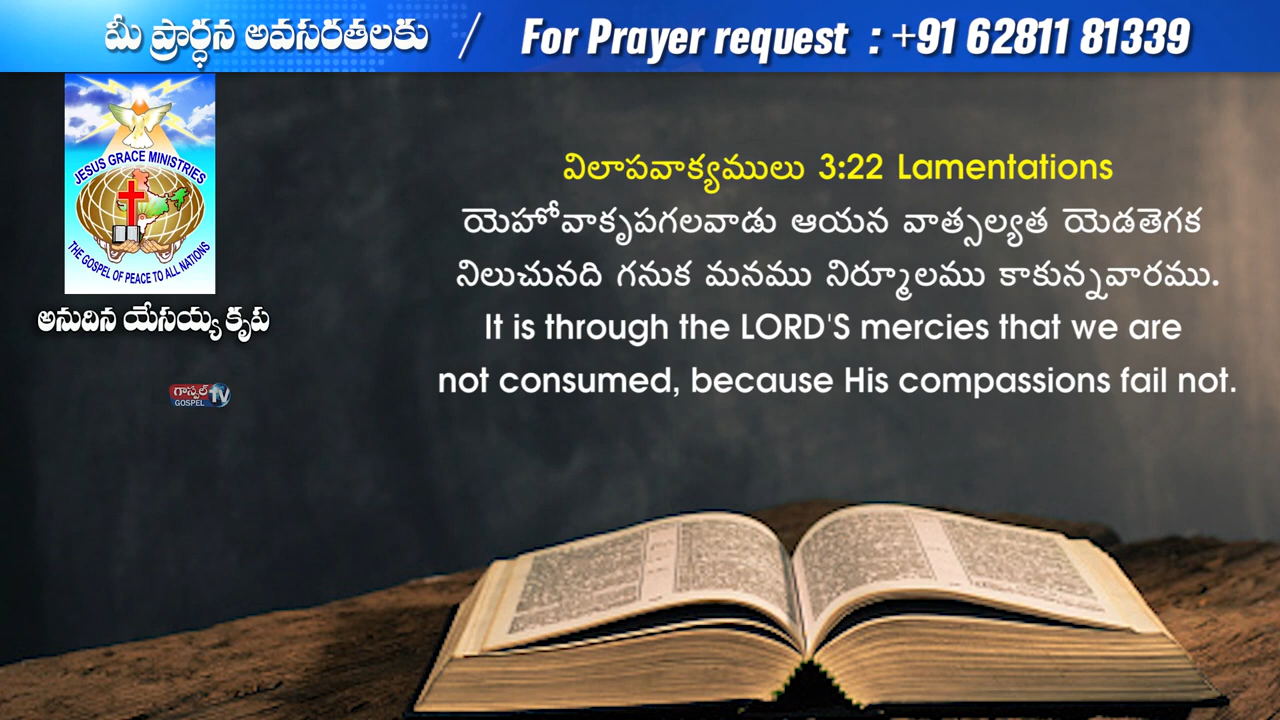 మీ ప్రార్ధన అవసరతలకు / For Prayer request : +91 62811 81339
JESUS GRACE MINISTRIES
THE GOSPEL OF PEACE TO ALL NATIONS
అనుదిన యేసయ్య కృప
గాస్పల్ TV
GOSPEL
విలాపవాక్యములు 3:22 Lamentations
యెహోవాకృపగలవాడు ఆయన వాత్సల్యత యెడతెగక
నిలుచునది గనుక మనము నిర్మూలము కాకున్నవారము.
It is through the LORD'S mercies that we are
not consumed, because His compassions fail not.